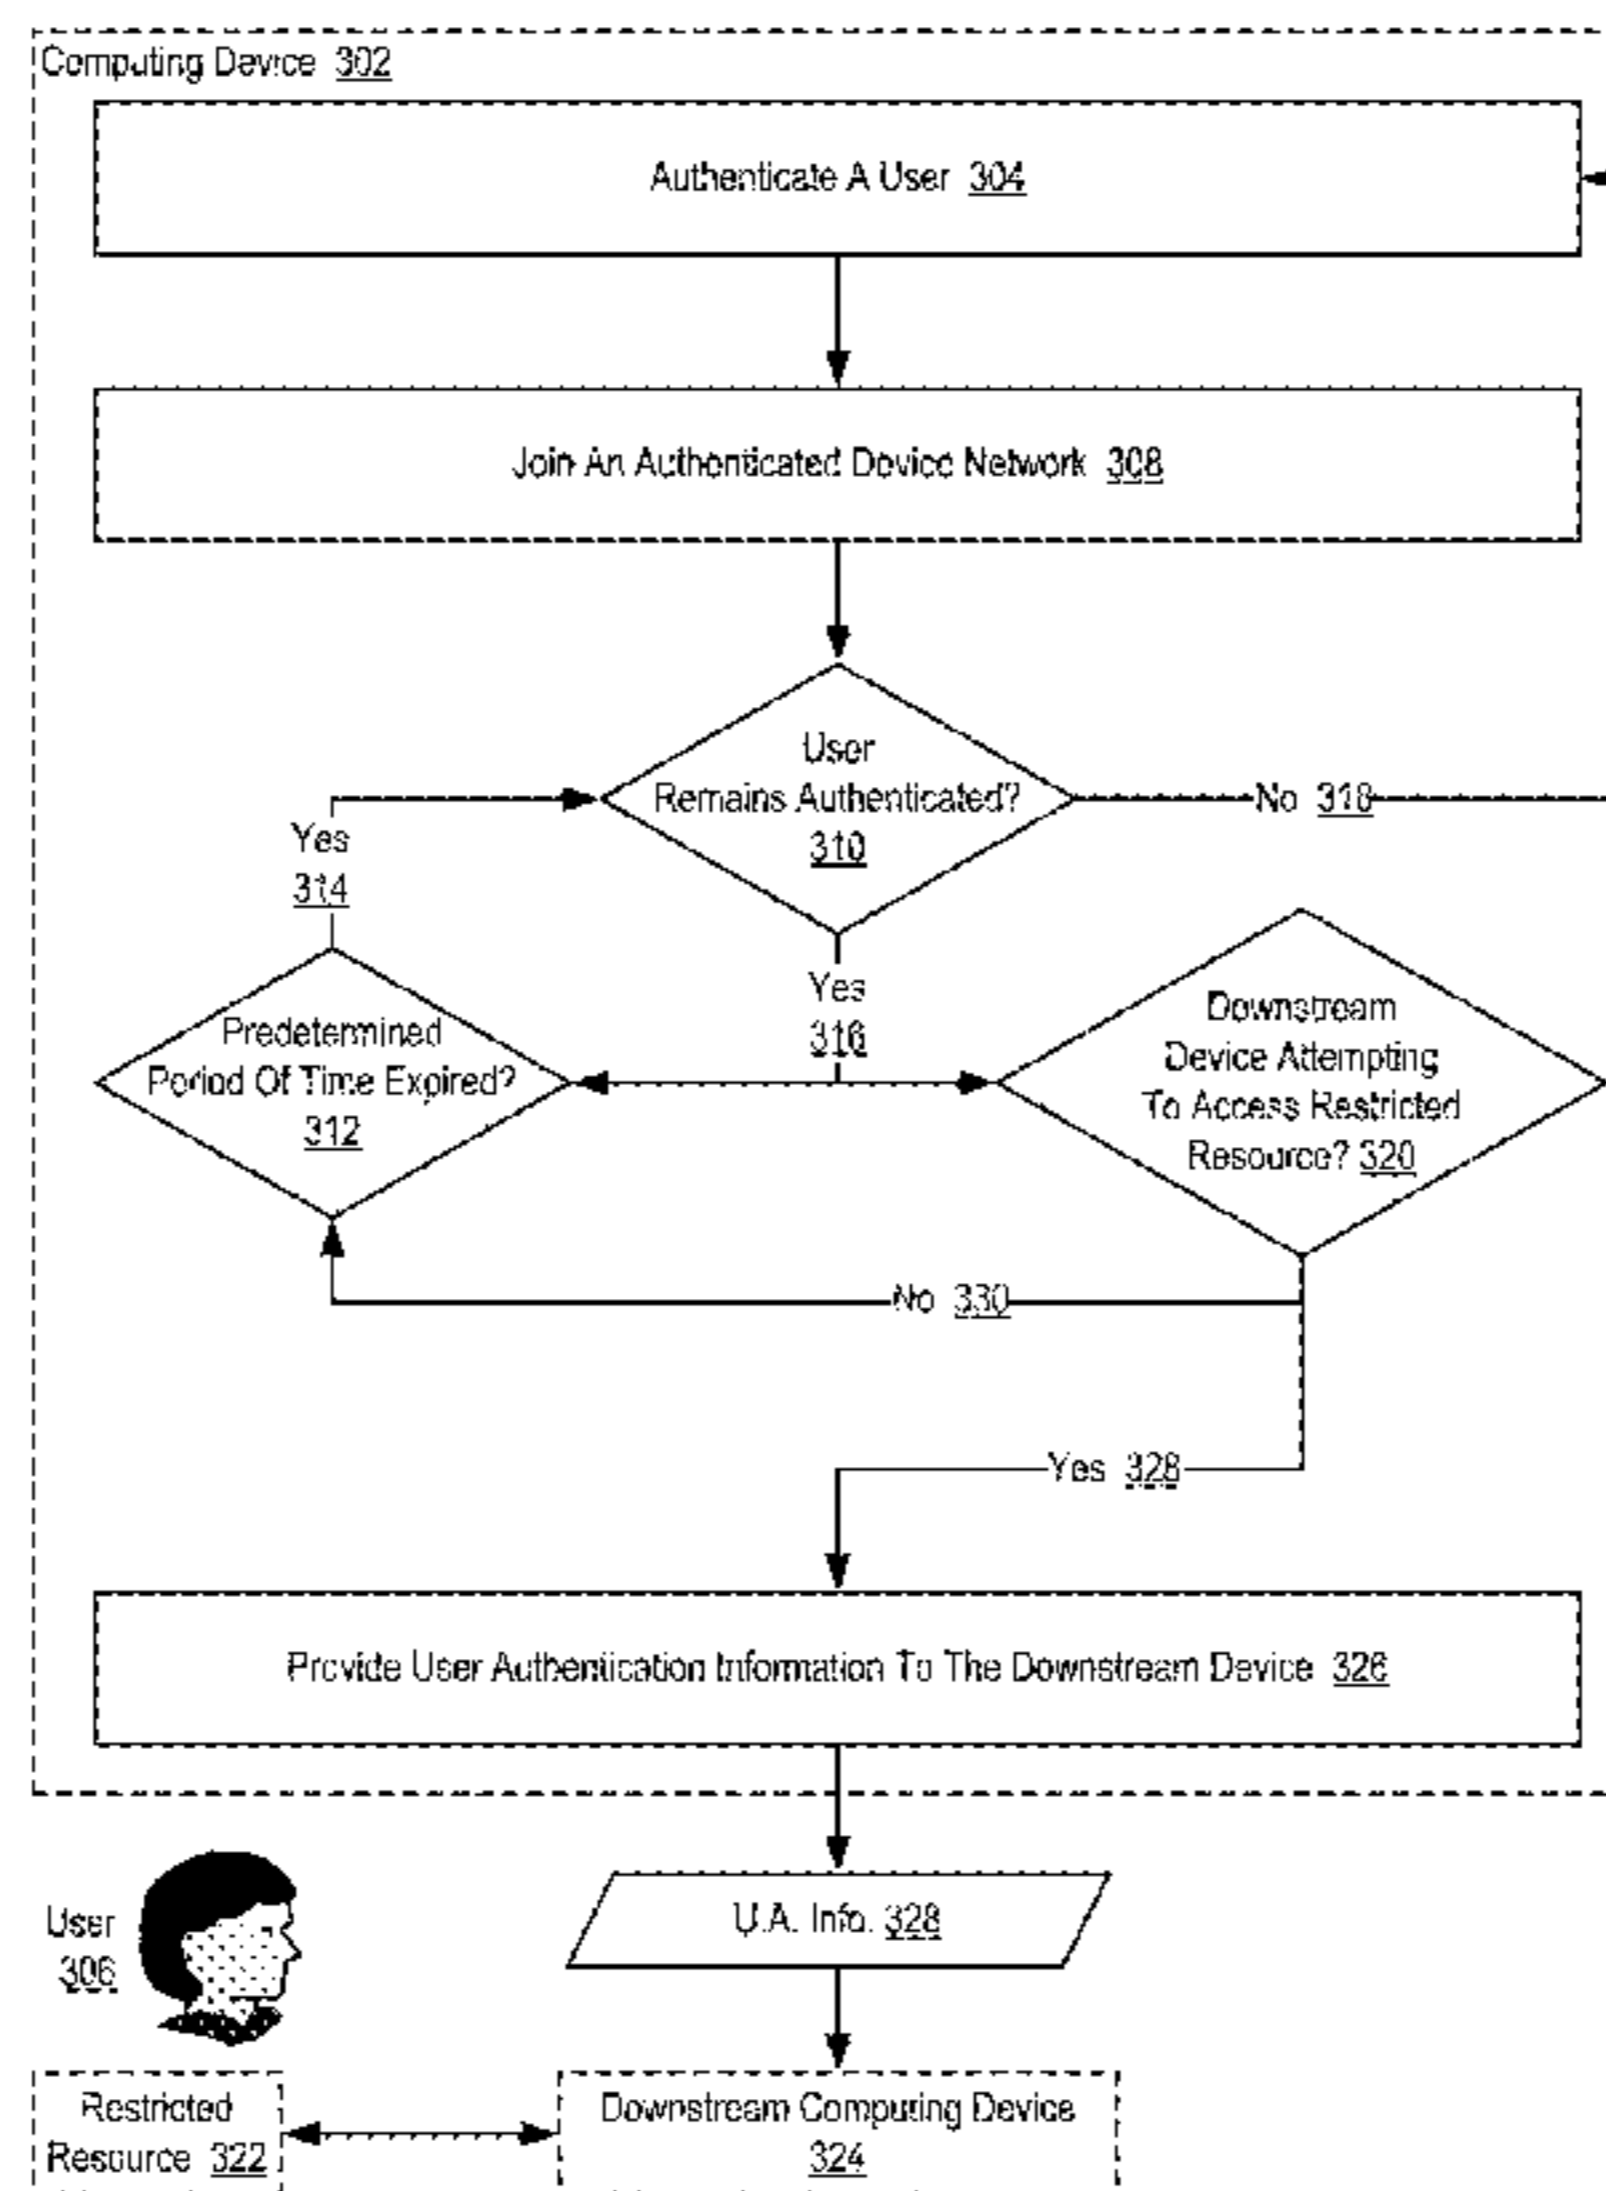 Computing Device 302
Authenticate A User 304
Join An Authenticated Device Network 308
User
Remains Authenticated?
310
No 318
Yes
314
Yes
316
Predetermined
Period Of Time Expired?
312
Downstream
Device Attempting
To Access Restricted
Resource? 320
No 330
Yes 328
Provide User Authentication Information To The Downstream Device 326
User
306
U.A. Info. 328
Restricted
Resource 322
Downstream Computing Device
324